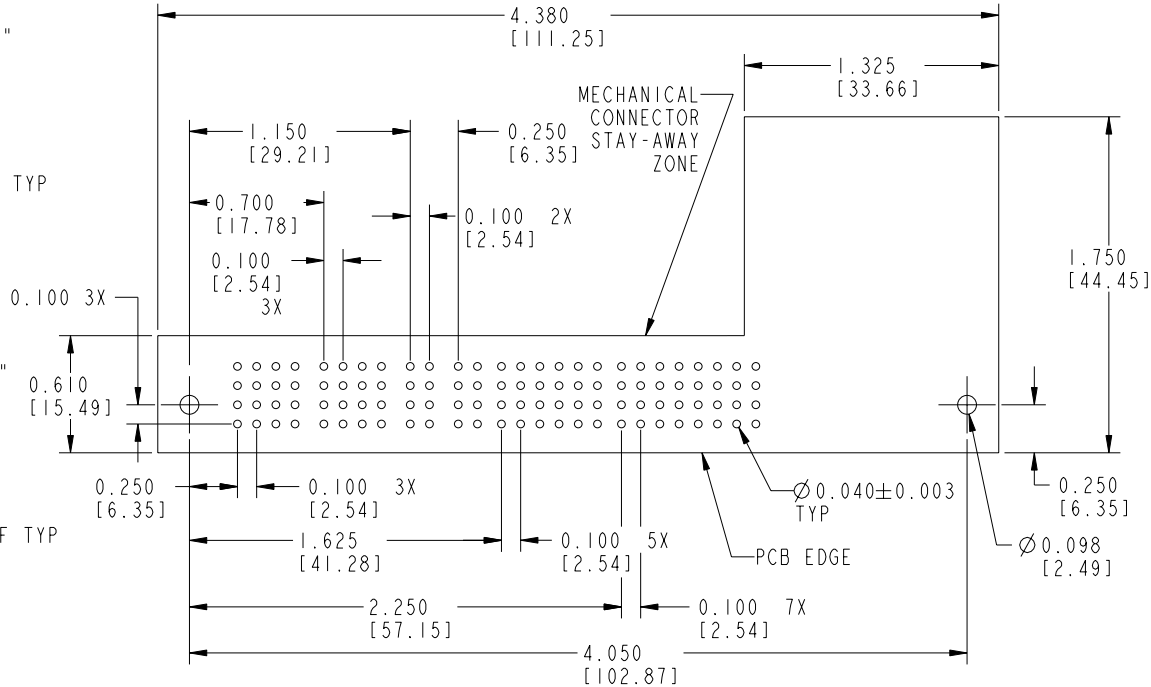 4.380
[111.25]
"
1.325
[33.66]
MECHANICAL
CONNECTOR
STAY-AWAY
ZONE
1.150
[29.21]
0.250
[6.35]
TYP
0.700
[17.78]
0.100 2X
[2.54]
0.100
[2.54]
3X
1.750
[44.45]
0.100 3X
"
0.610
[15.49]
0.250
[6.35]
0.100 3X
[2.54]
Ø 0.040±0.003
TYP
0.250
[6.35]
F TYP
1.625
[41.28]
0.100 5X
[2.54]
PCB EDGE
Ø 0.098
[2.49]
2.250
[57.15]
0.100 7X
[2.54]
4.050
[102.87]